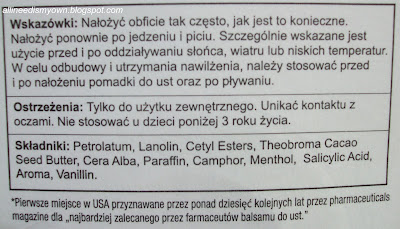 allineedismyown.blogspot.com
Wskazówki: Nałożyć obficie tak często, jak jest to konieczne.
Nałożyć ponownie po jedzeniu i piciu. Szczególnie wskazane jest
użycie przed i po oddziaływaniu słońca, wiatru lub niskich temperatur.
W celu odbudowy i utrzymania nawilżenia, należy stosować przed
i po nałożeniu pomadki do ust oraz po pływaniu.
Ostrzeżenia: Tylko do użytku zewnętrznego. Unikać kontaktu z
oczami. Nie stosować u dzieci poniżej 3 roku życia.
Składniki: Petrolatum, Lanolin, Cetyl Esters, Theobroma Cacao
Seed Butter, Cera Alba, Paraffin, Camphor, Menthol, Salicylic Acid,
Aroma, Vanillin.
*Pierwsze miejsce w USA przyznawane przez ponad dziesięć kolejnych lat przez pharmaceuticals
magazine dla „najbardziej zalecanego przez farmaceutów balsamu do ust."